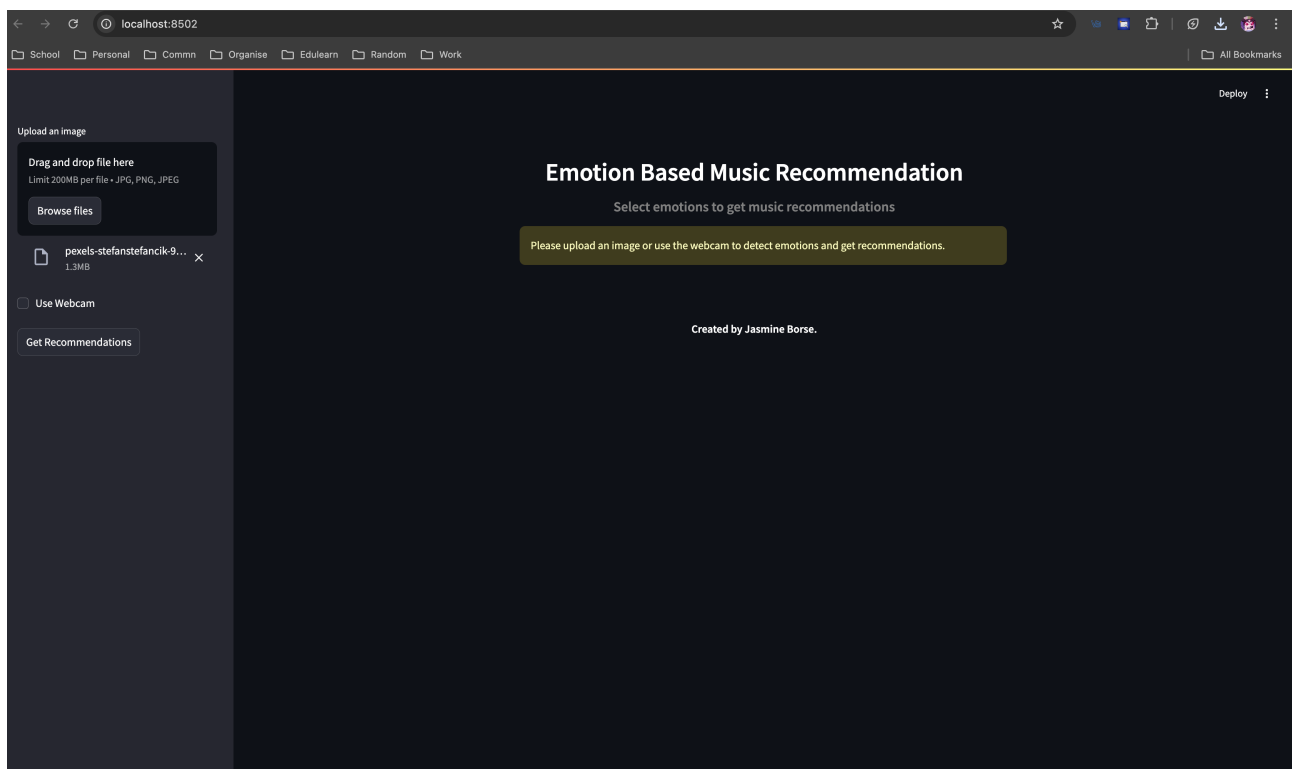 localhost:8502
School Personal Commn Organise Edulearn Random Work All Bookmarks
Deploy
Upload an image
Drag and drop file here
Limit 200MB per file • JPG, PNG, JPEG
Browse files
pexels-stefanstefancik-9...
1.3MB
Use Webcam
Get Recommendations
Emotion Based Music Recommendation
Select emotions to get music recommendations
Please upload an image or use the webcam to detect emotions and get recommendations.
Created by Jasmine Borse.